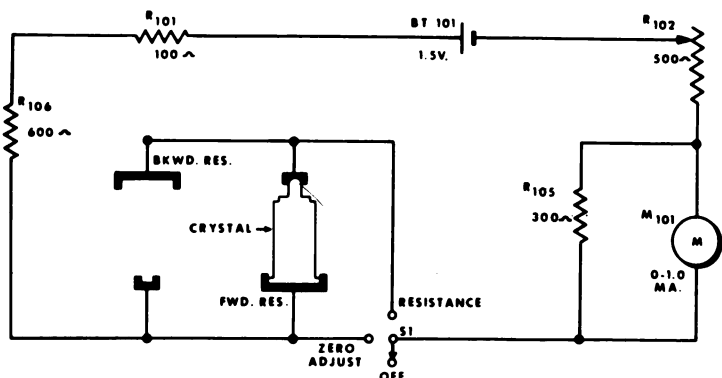 R101
100 ∿
BT 101
1.5V.
R102
500 ∿
R106
600 ∿
BKWD. RES.
CRYSTAL
FWD. RES.
R105
300 ∿
M101
M
0-1.0
MA.
RESISTANCE
S1
ZERO
ADJUST
OFF